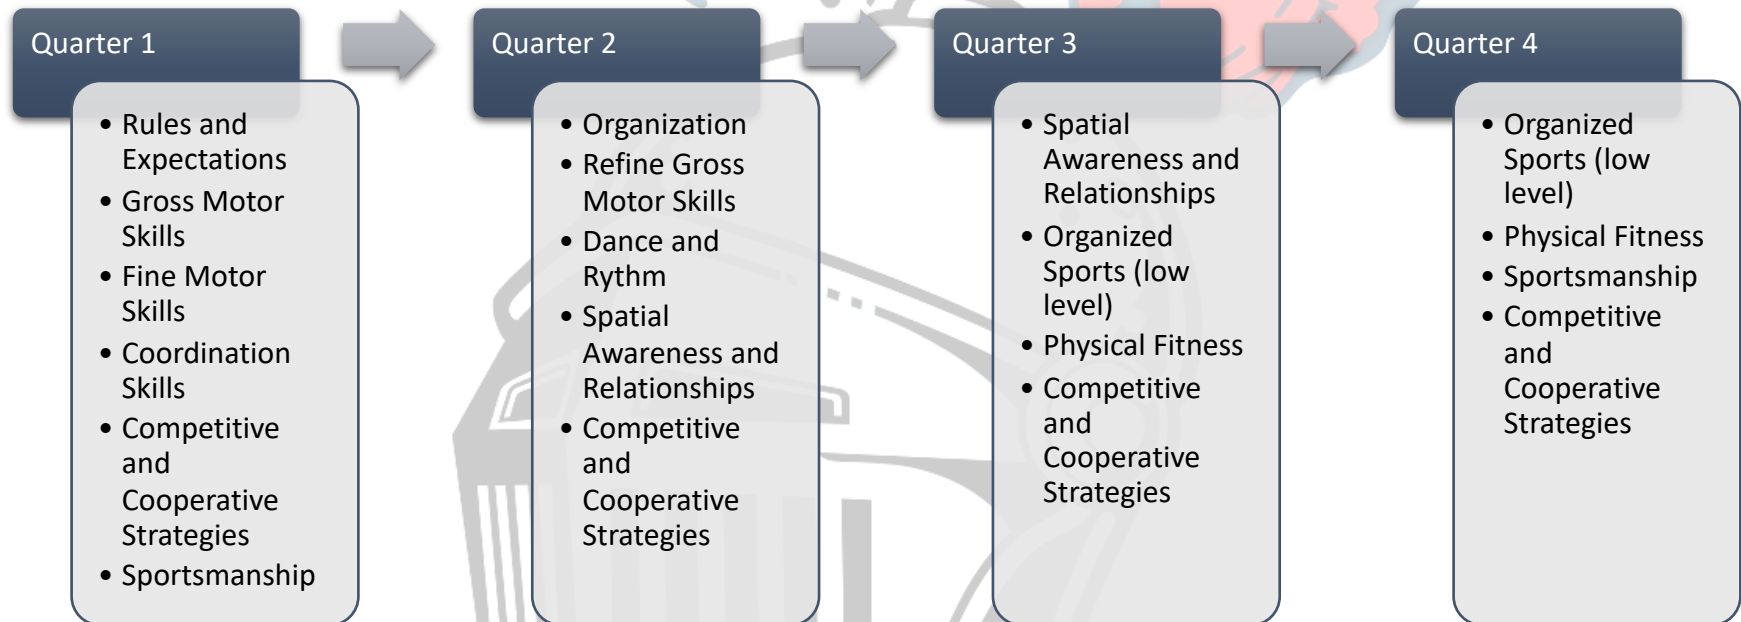 Quarter 1
• Rules and
Expectations
• Gross Motor
Skills
• Fine Motor
Skills
• Coordination
Skills
• Competitive
and
Cooperative
Strategies
• Sportsmanship
Quarter 2
• Organization
• Refine Gross
Motor Skills
• Dance and
Rythm
• Spatial
Awareness and
Relationships
• Competitive
and
Cooperative
Strategies
Quarter 3
• Spatial
Awareness and
Relationships
• Organized
Sports (low
level)
• Physical Fitness
• Competitive
and
Cooperative
Strategies
Quarter 4
• Organized
Sports (low
level)
• Physical Fitness
• Sportsmanship
• Competitive
and
Cooperative
Strategies